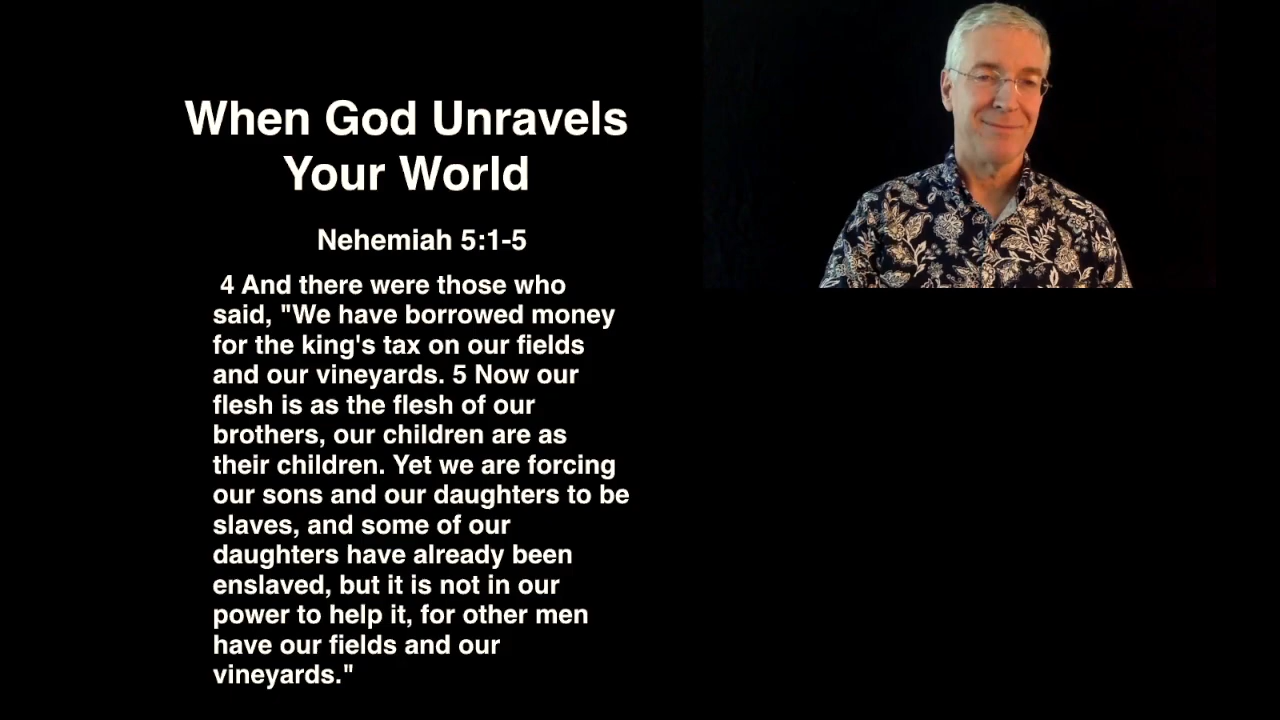 When God Unravels
Your World
Nehemiah 5:1-5
4 And there were those who
said, "We have borrowed money
for the king's tax on our fields
and our vineyards. 5 Now our
flesh is as the flesh of our
brothers, our children are as
their children. Yet we are forcing
our sons and our daughters to be
slaves, and some of our
daughters have already been
enslaved, but it is not in our
power to help it, for other men
have our fields and our
vineyards."